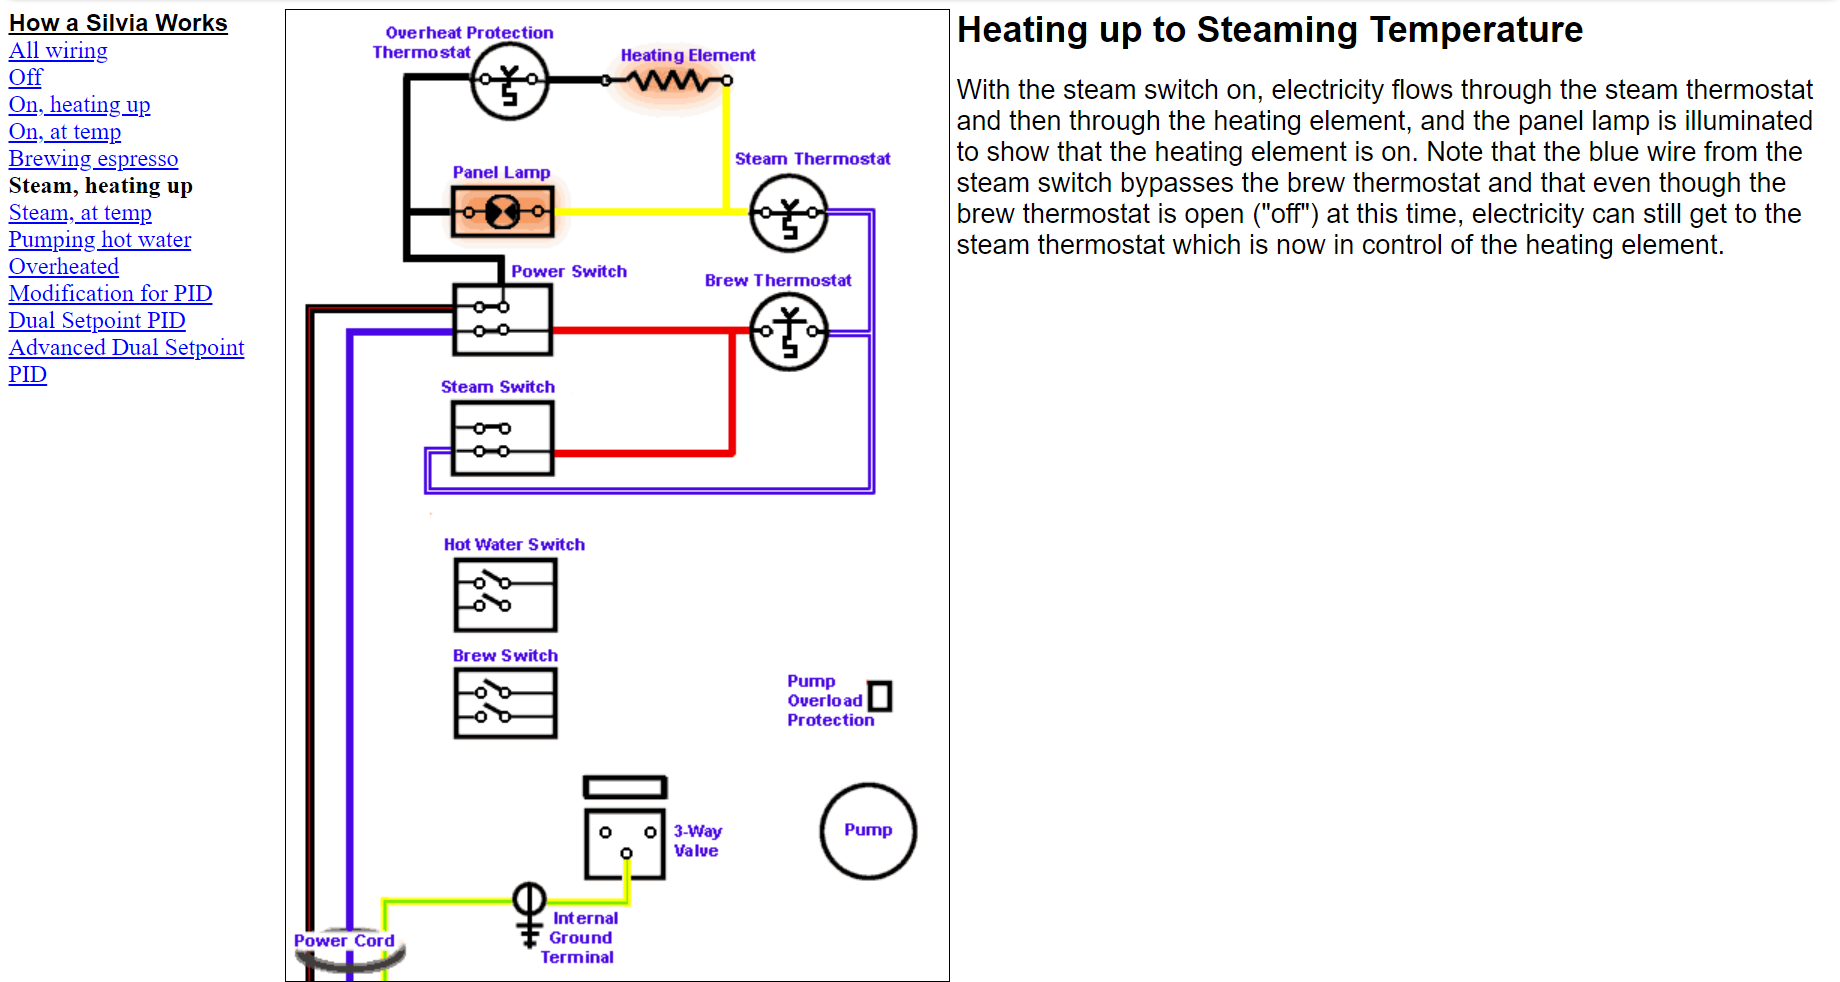 How a Silvia Works
All wiring
Off
On, heating up
On, at temp
Brewing espresso
Steam, heating up
Steam, at temp
Pumping hot water
Overheated
Modification for PID
Dual Setpoint PID
Advanced Dual Setpoint
PID
Overheat Protection
Thermostat
Heating Element
Steam Thermostat
Panel Lamp
Power Switch
Brew Thermostat
Steam Switch
Hot Water Switch
Brew Switch
Pump
Overload
Protection
3-Way
Valve
Pump
Internal
Ground
Terminal
Power Cord
Heating up to Steaming Temperature
With the steam switch on, electricity flows through the steam thermostat
and then through the heating element, and the panel lamp is illuminated
to show that the heating element is on. Note that the blue wire from the
steam switch bypasses the brew thermostat and that even though the
brew thermostat is open ("off") at this time, electricity can still get to the
steam thermostat which is now in control of the heating element.